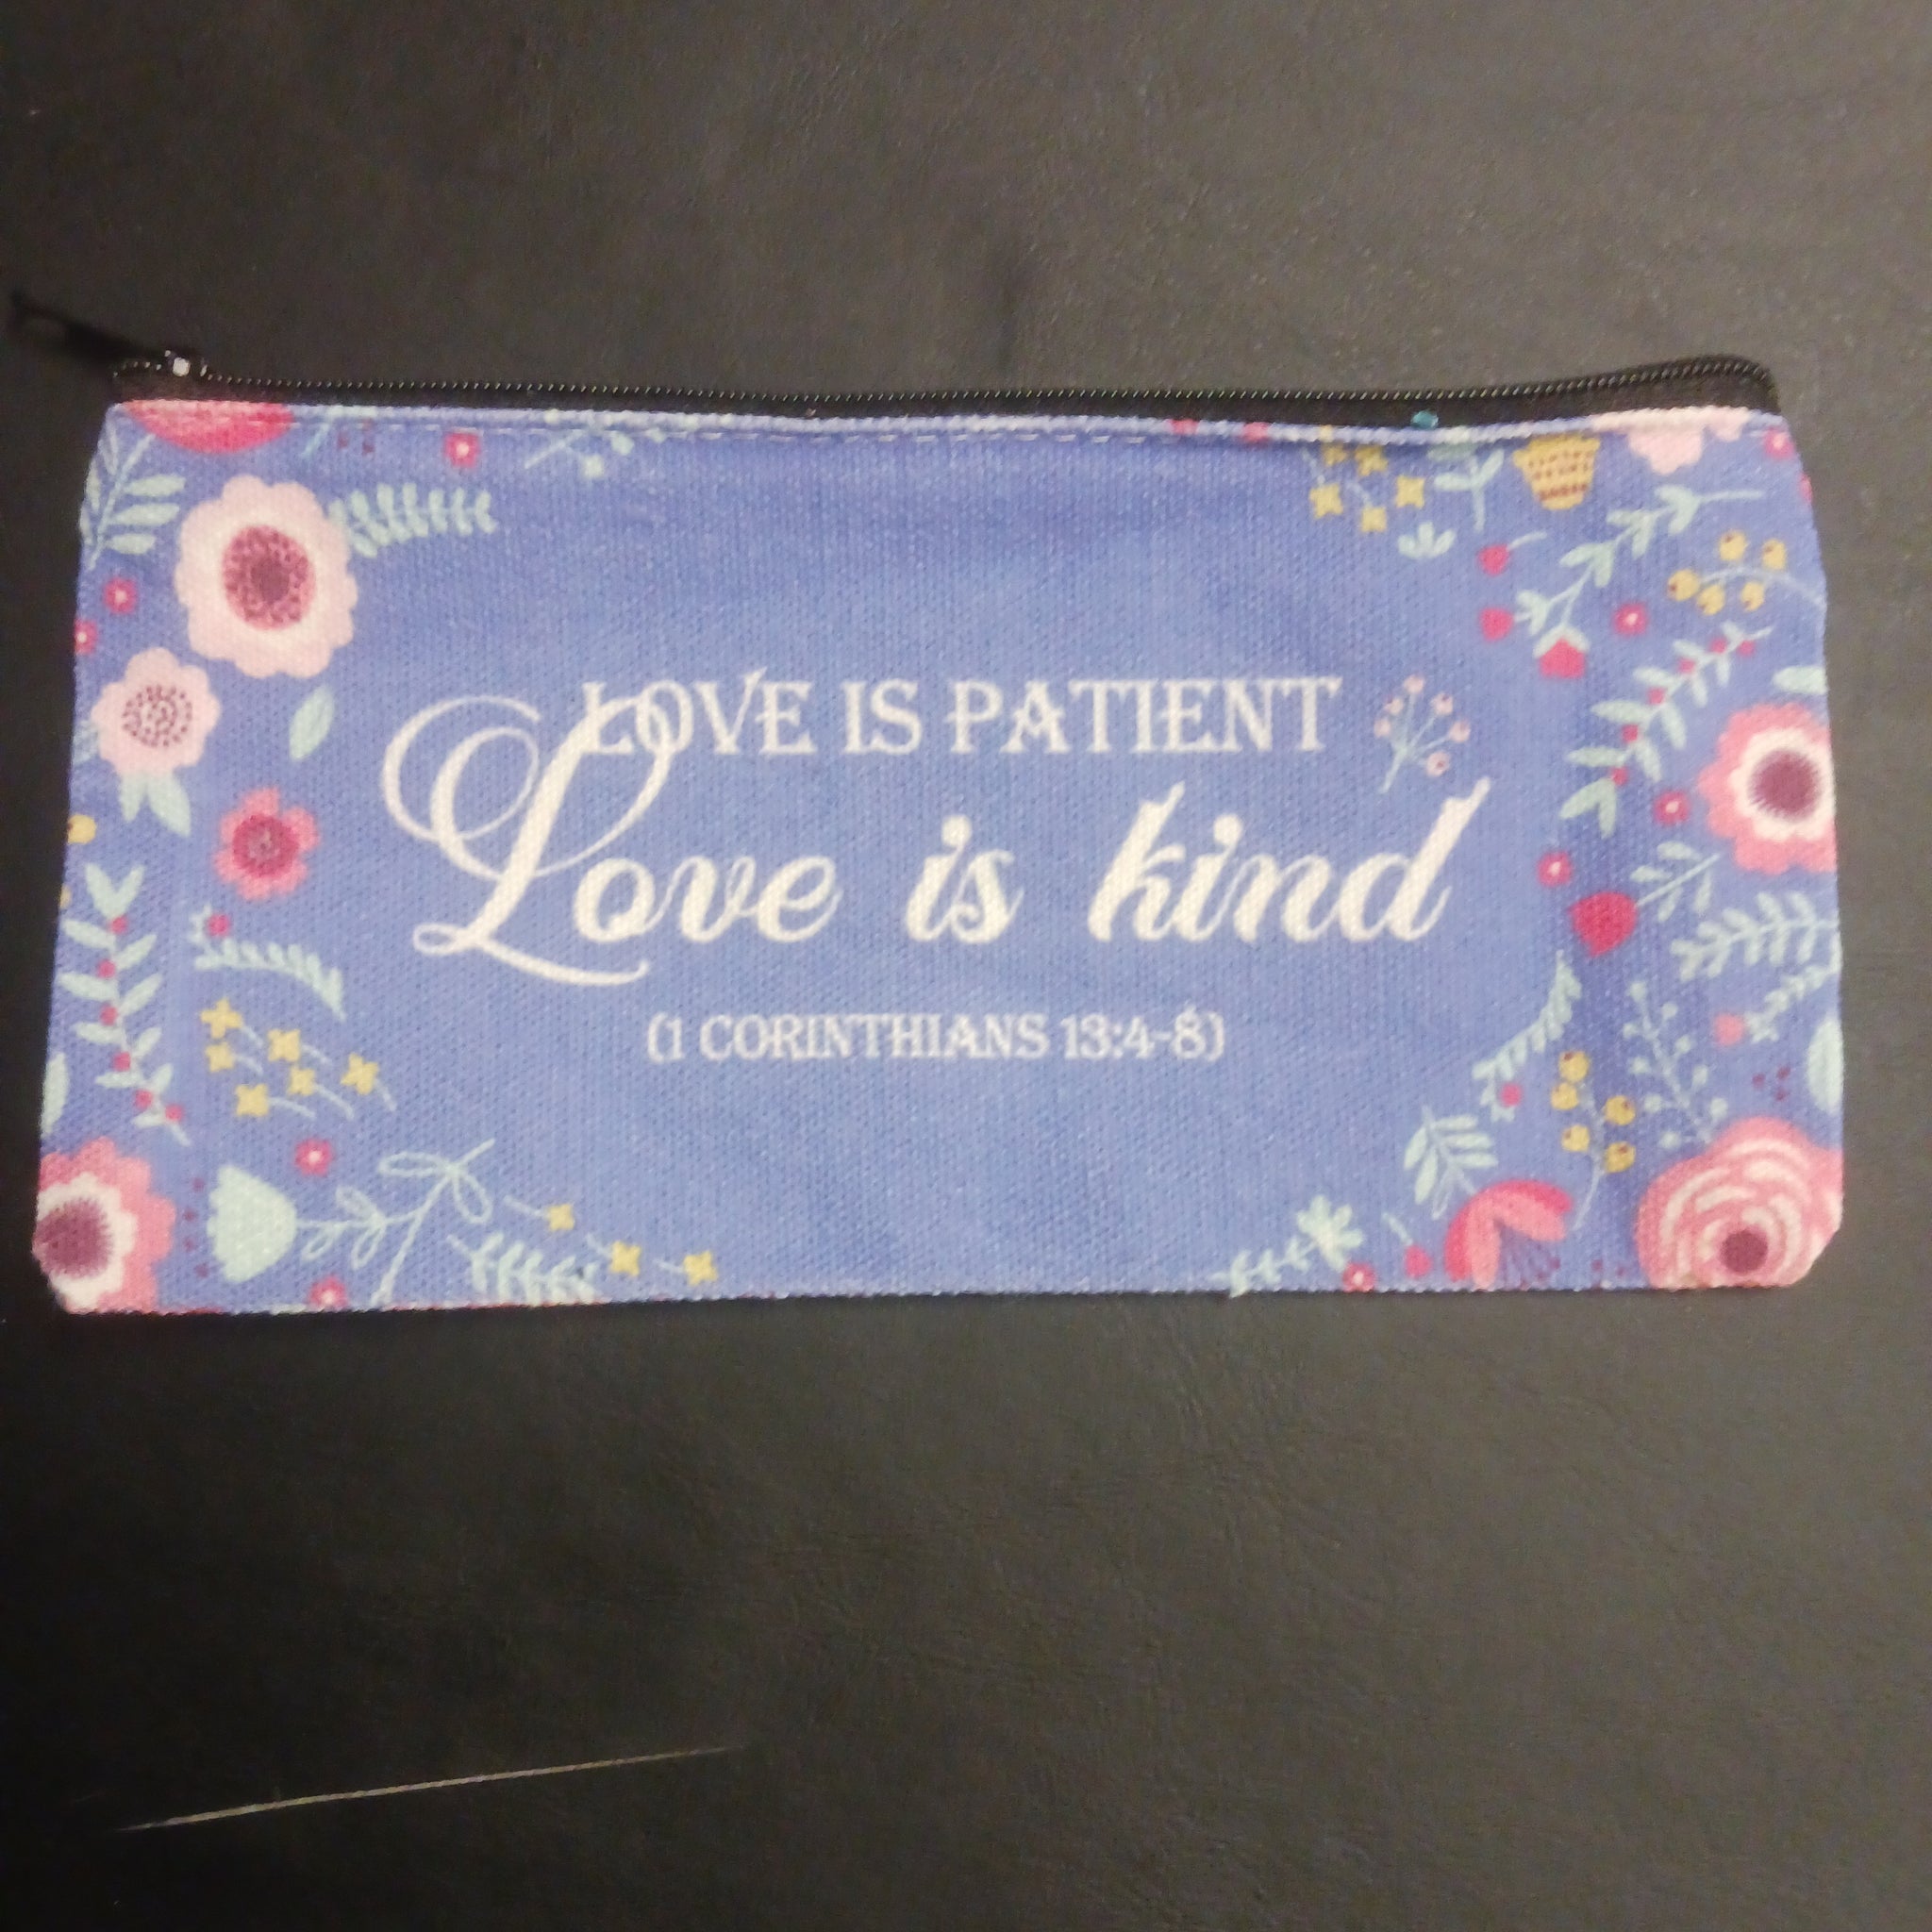 LOVE IS PATIENT
Love is kind
(1 CORINTHIANS 13:4-8)